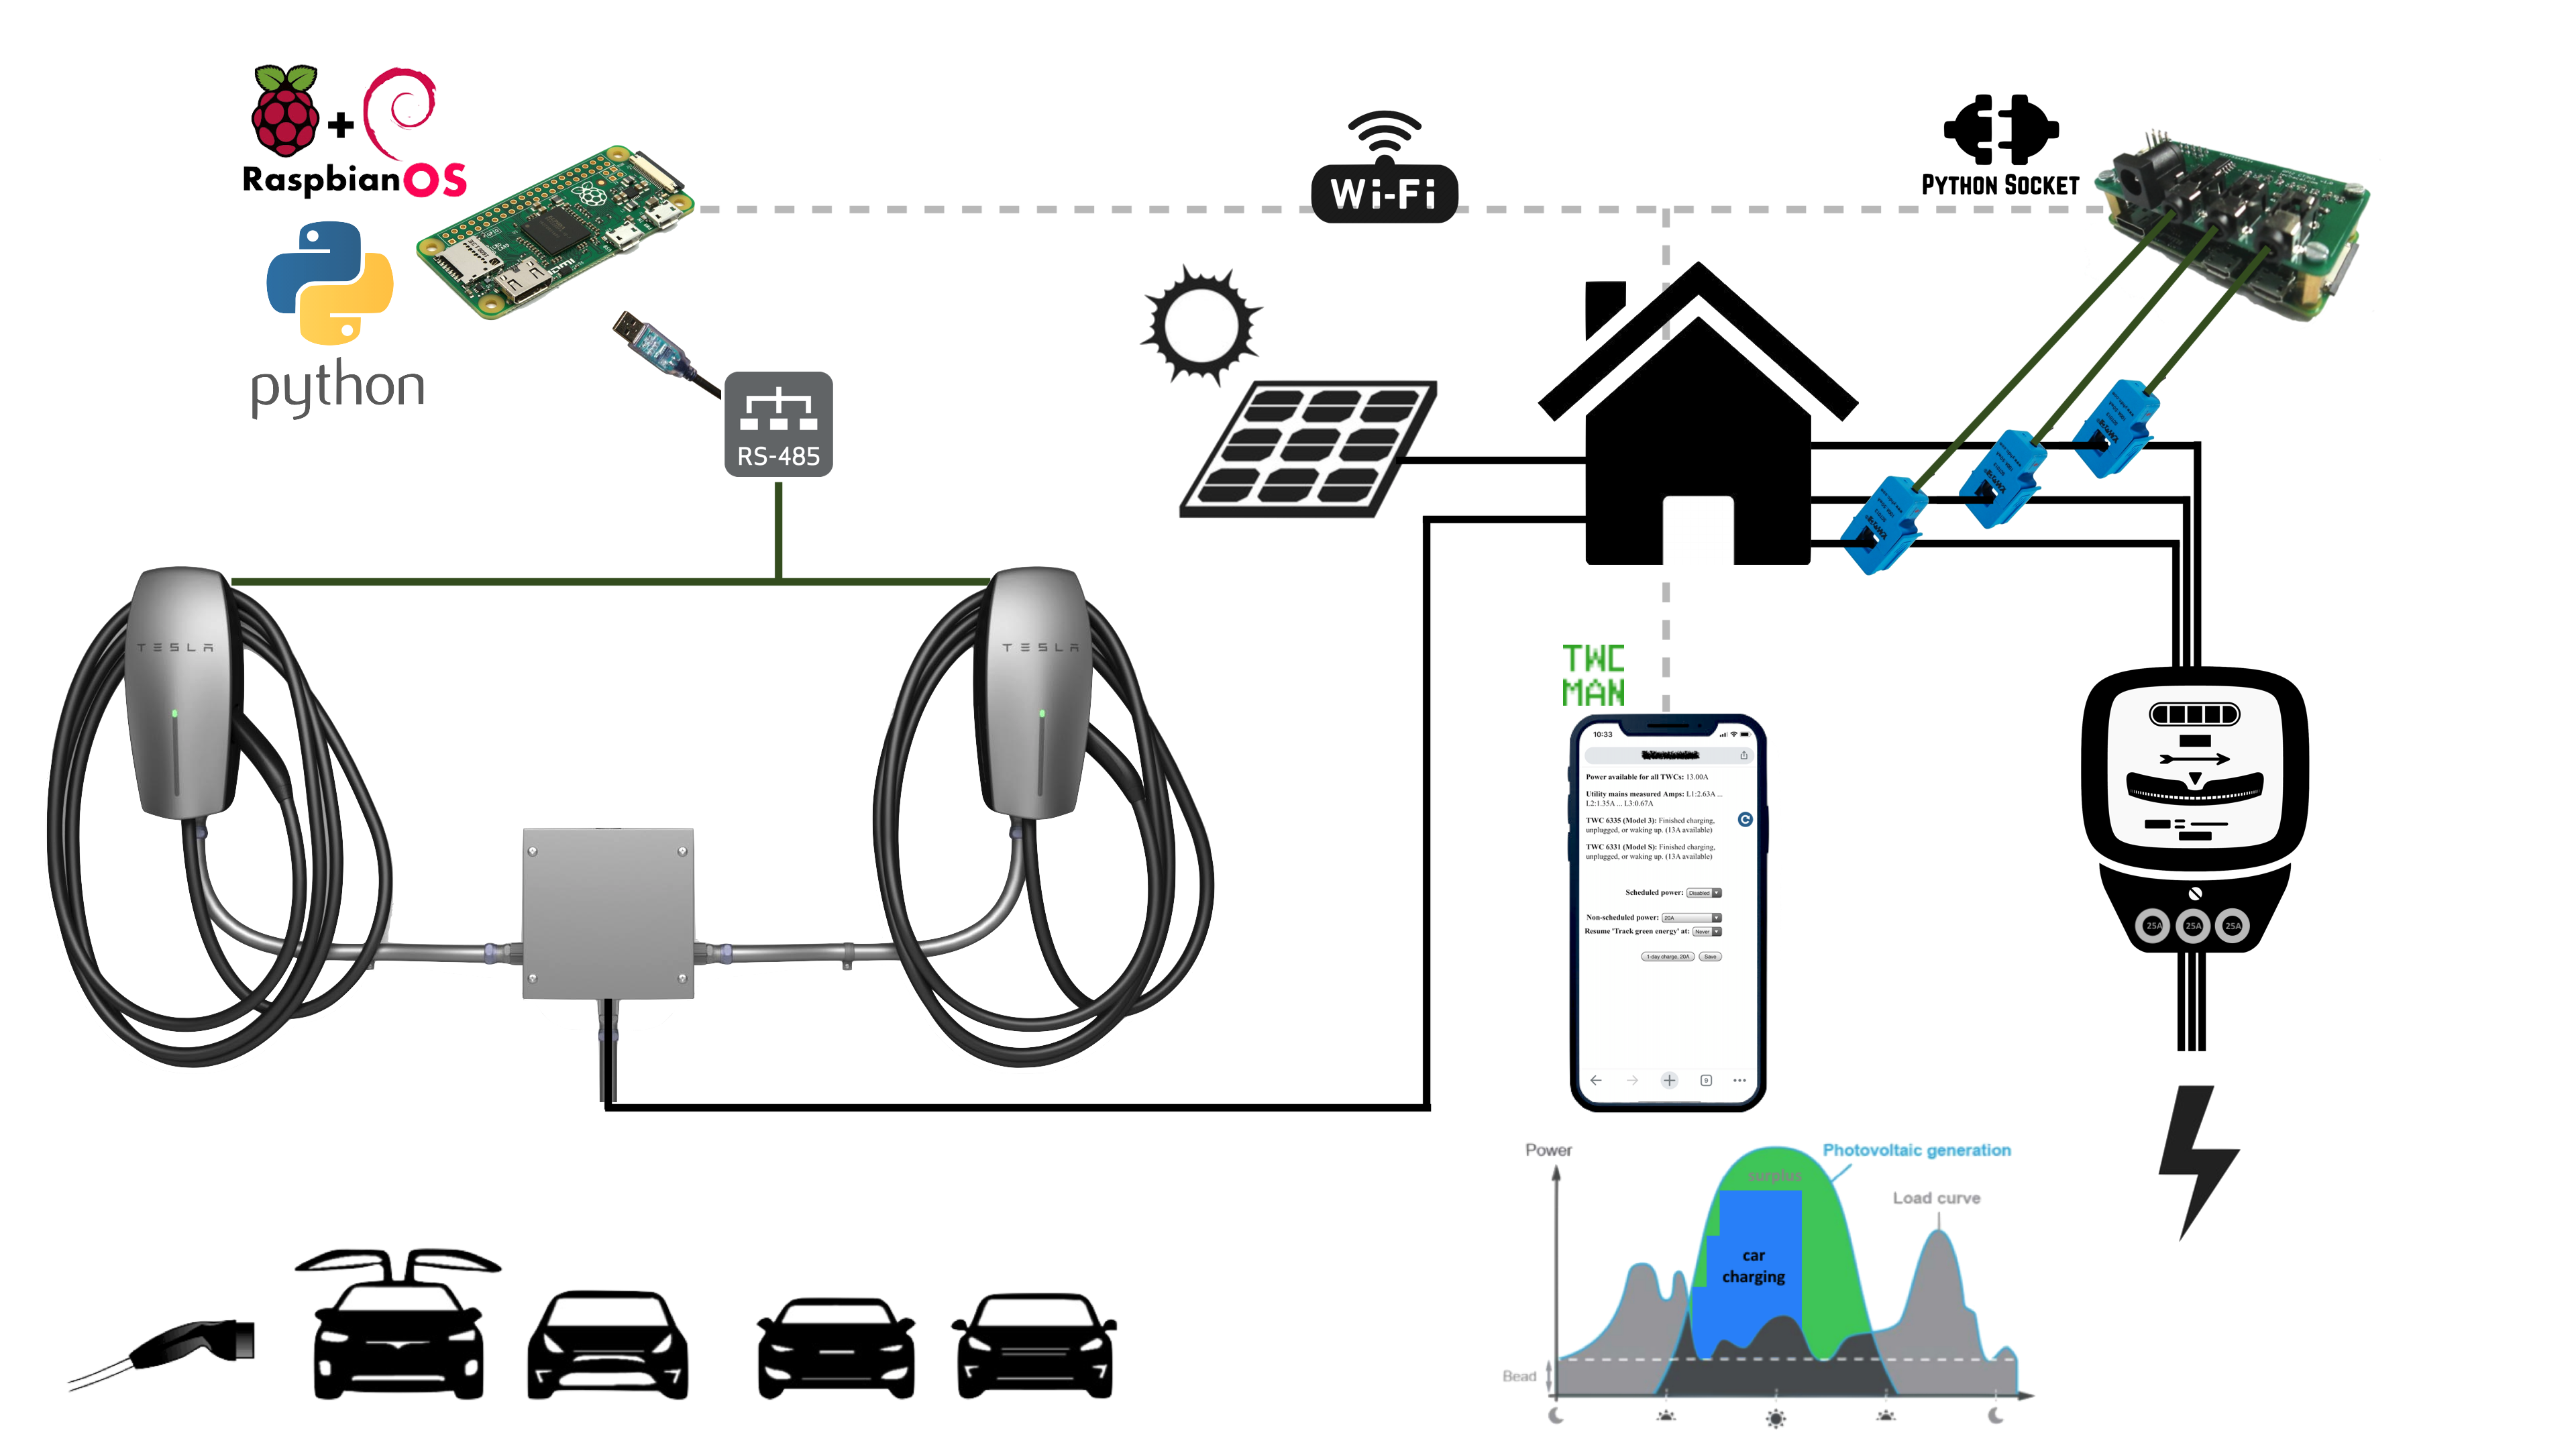 RaspbianOS
python
Wi-Fi
PYTHON SOCKET
RS-485
TESLA
TESLA
TWC
MAN
10:33
Power available for all TWCs: 13.00A
Utility mains measured Amps: L1:2.63A ...
L2:1.35A ... L3:0.67A
TWC 6335 (Model 3): Finished charging,
unplugged, or waking up. (13A available)
TWC 6331 (Model S): Finished charging,
unplugged, or waking up. (13A available)
Scheduled power: Disabled
Non-scheduled power: 20A
Resume 'Track green energy' at: Never
1-day charge, 20A Save
9
25A 25A 25A
Power
Photovoltaic generation
surplus
Load curve
car
charging
Bead